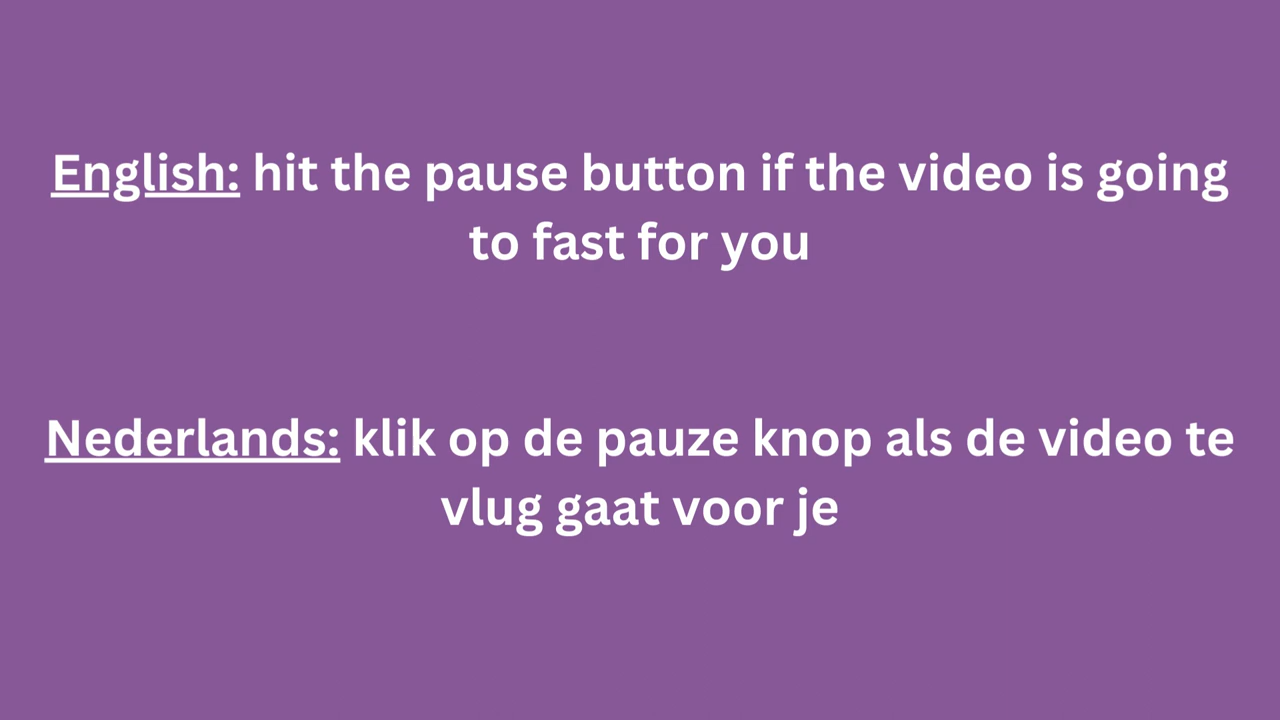 English: hit the pause button if the video is going
to fast for you
Nederlands: klik op de pauze knop als de video te
vlug gaat voor je